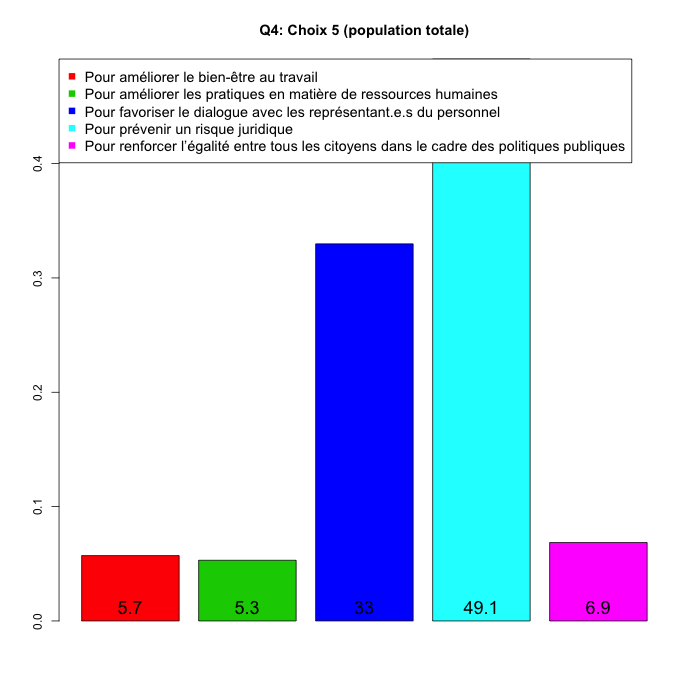 Q4: Choix 5 (population totale)
Pour améliorer le bien-être au travail
Pour améliorer les pratiques en matière de ressources humaines
Pour favoriser le dialogue avec les représentant.e.s du personnel
Pour prévenir un risque juridique
Pour renforcer l'égalité entre tous les citoyens dans le cadre des politiques publiques
0.4
0.3
0.2
0.1
0.0
5.7
5.3
33
49.1
6.9